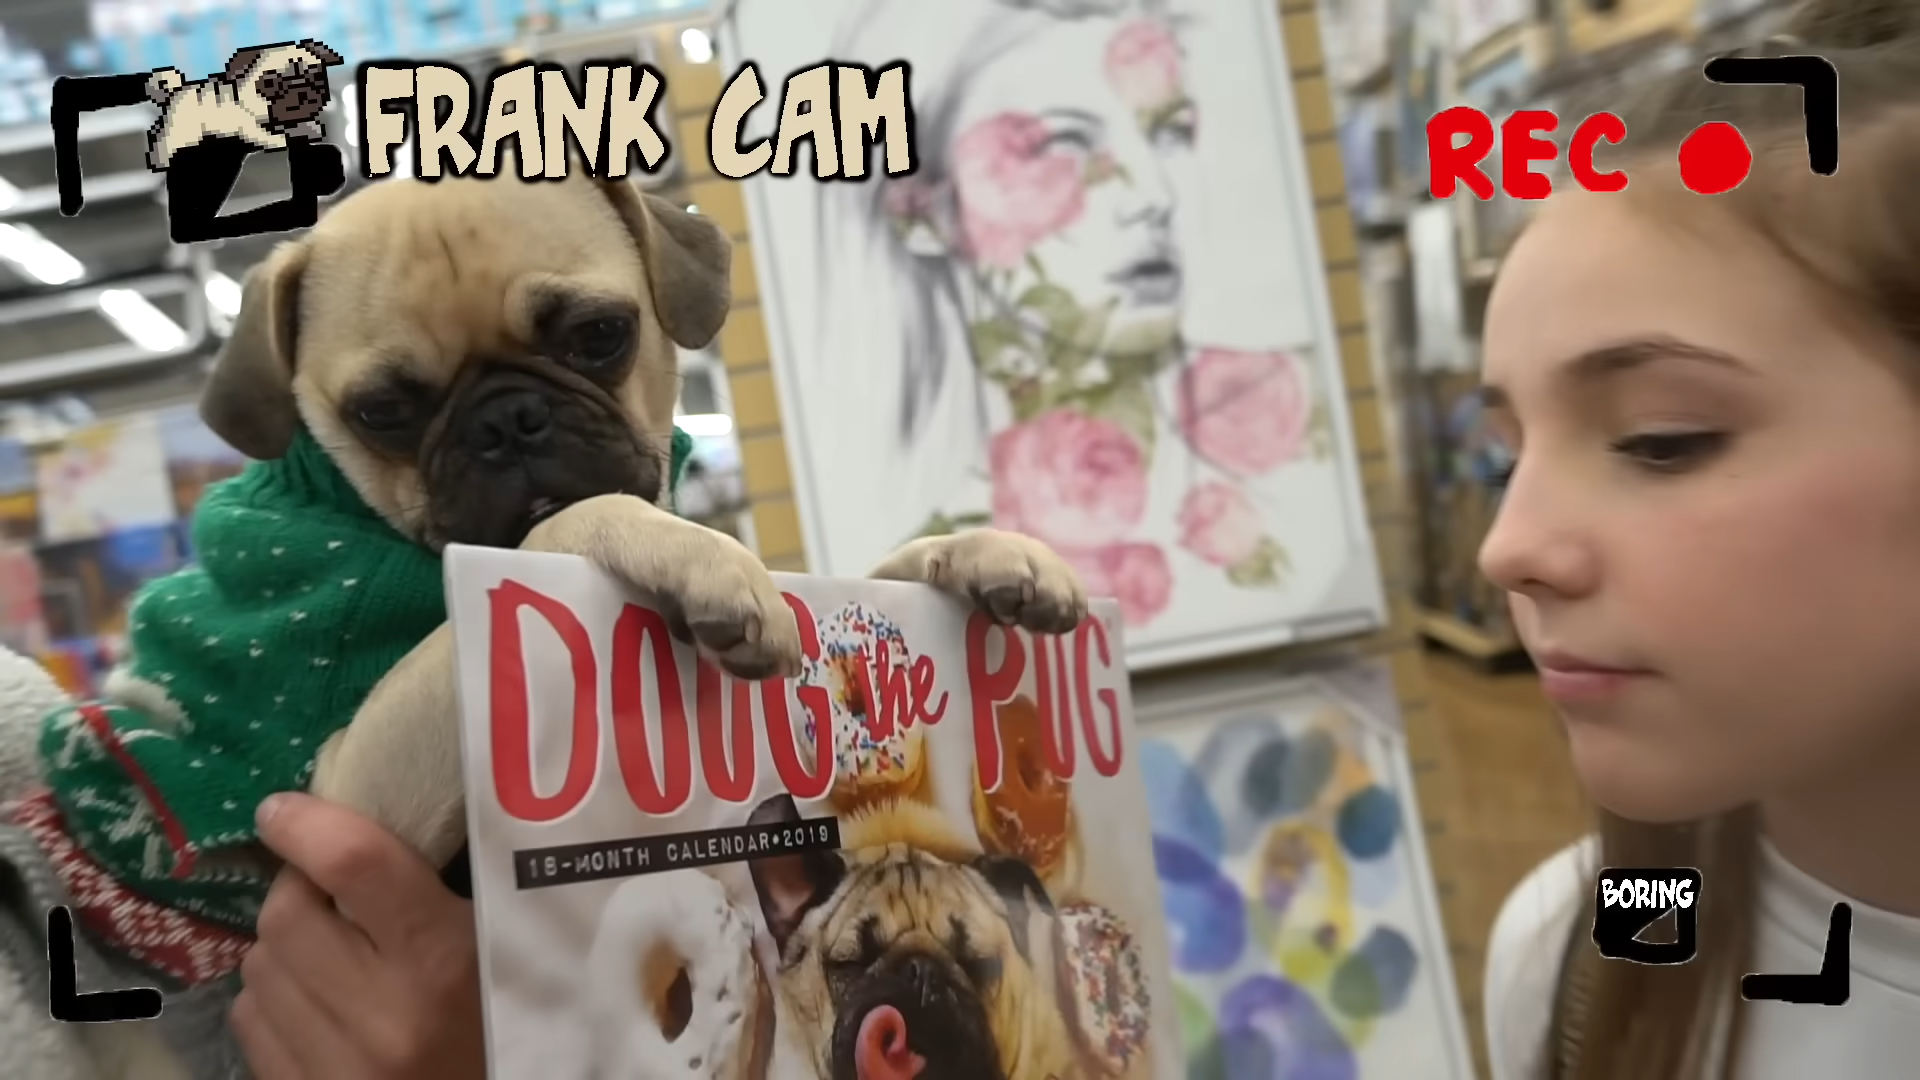 FRANK CAM
REC
DOUG the PUG
18-MONTH CALENDAR•2019
BORING